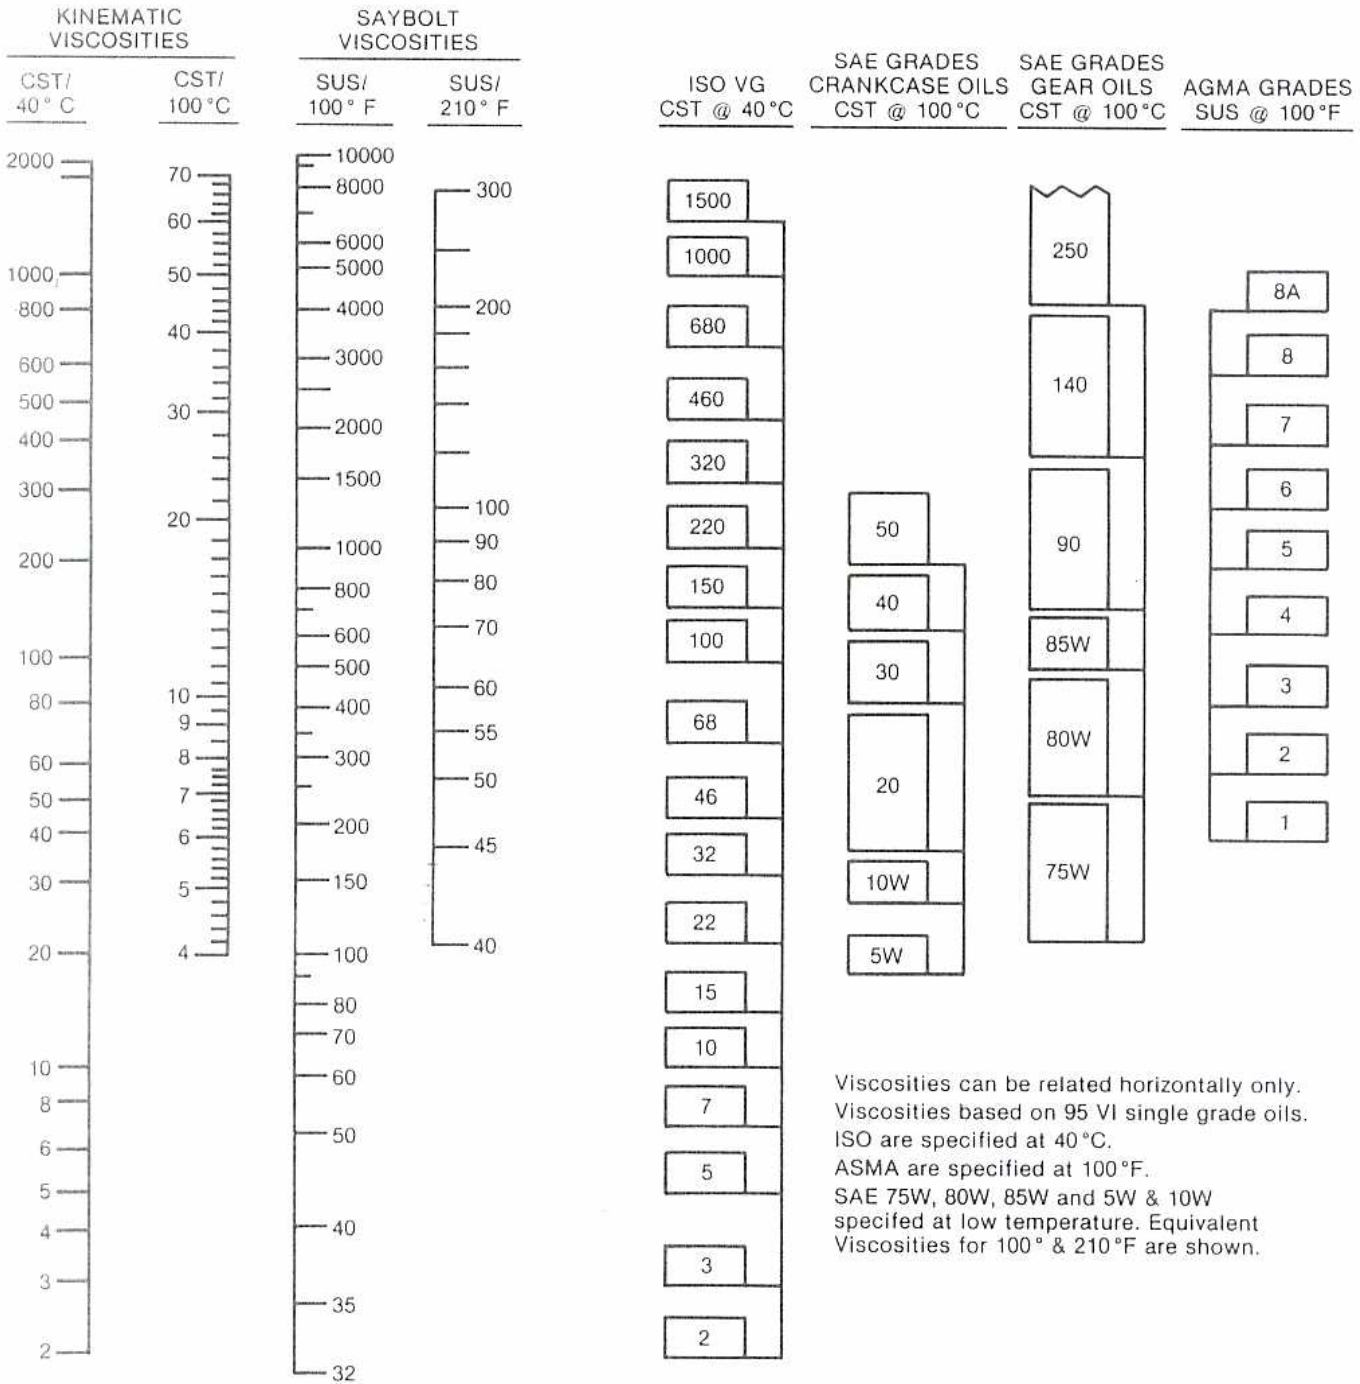 KINEMATIC
VISCOSITIES
SAYBOLT
VISCOSITIES
CST/
40° C
CST/
100°C
SUS/
100° F
SUS/
210° F
ISO VG
CST @ 40°C
SAE GRADES
CRANKCASE OILS
CST @ 100°C
SAE GRADES
GEAR OILS
CST @ 100°C
AGMA GRADES
SUS @ 100°F
2000
1000
800
600
500
400
300
200
100
80
60
50
40
30
20
10
8
6
5
4
3
2
70
60
50
40
30
20
10
9
8
7
6
5
4
10000
8000
6000
5000
4000
3000
2000
1500
1000
800
600
500
400
300
200
150
100
80
70
60
50
40
35
32
300
200
100
90
80
70
60
55
50
45
40
1500
1000
680
460
320
220
150
100
68
46
32
22
15
10
7
5
3
2
50
40
30
20
10W
5W
250
140
90
85W
80W
75W
8A
8
7
6
5
4
3
2
1
Viscosities can be related horizontally only.
Viscosities based on 95 VI single grade oils.
ISO are specified at 40°C.
ASMA are specified at 100°F.
SAE 75W, 80W, 85W and 5W & 10W
specifed at low temperature. Equivalent
Viscosities for 100° & 210°F are shown.